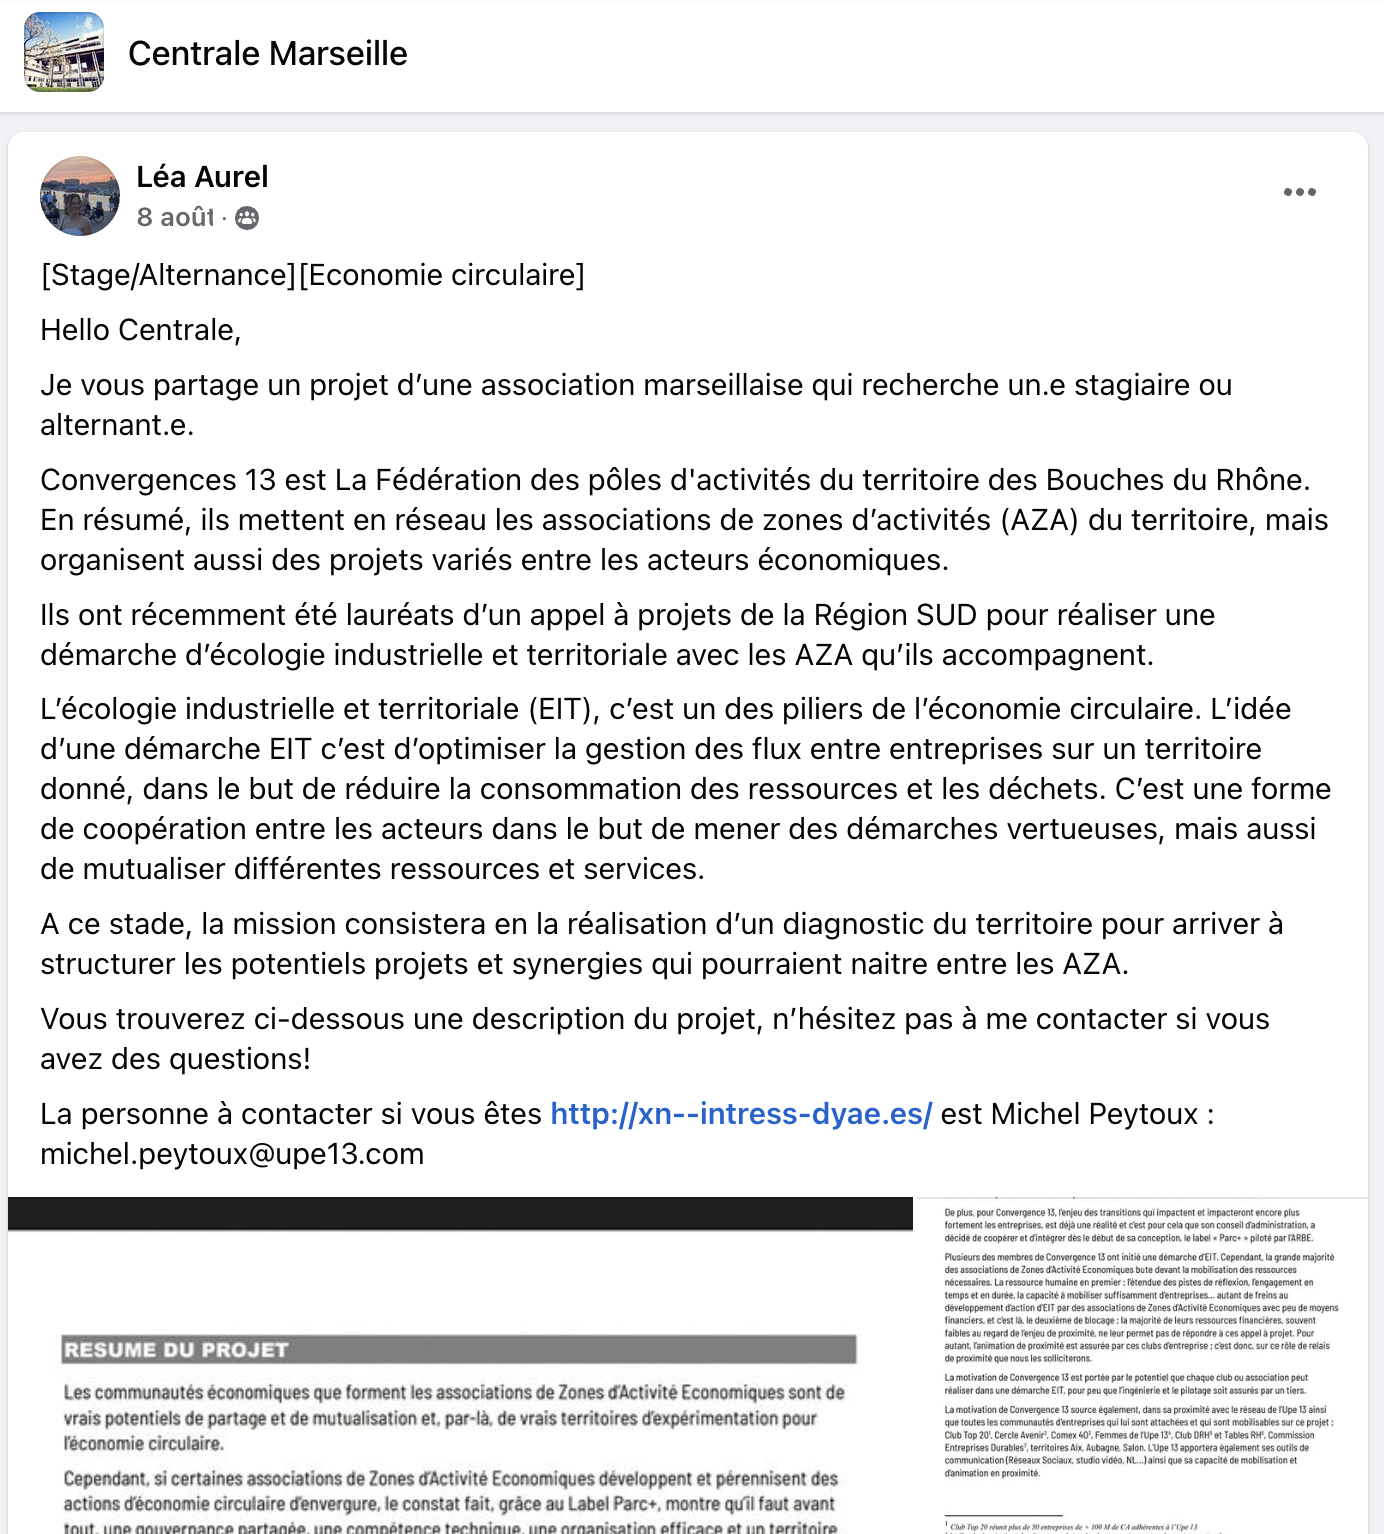 Centrale Marseille
Léa Aurel
8 août ·
[Stage/Alternance][Economie circulaire]
Hello Centrale,
Je vous partage un projet d’une association marseillaise qui recherche un.e stagiaire ou
alternant.e.
Convergences 13 est La Fédération des pôles d'activités du territoire des Bouches du Rhône.
En résumé, ils mettent en réseau les associations de zones d’activités (AZA) du territoire, mais
organisent aussi des projets variés entre les acteurs économiques.
Ils ont récemment été lauréats d’un appel à projets de la Région SUD pour réaliser une
démarche d’écologie industrielle et territoriale avec les AZA qu’ils accompagnent.
L’écologie industrielle et territoriale (EIT), c’est un des piliers de l’économie circulaire. L’idée
d’une démarche EIT c’est d’optimiser la gestion des flux entre entreprises sur un territoire
donné, dans le but de réduire la consommation des ressources et les déchets. C’est une forme
de coopération entre les acteurs dans le but de mener des démarches vertueuses, mais aussi
de mutualiser différentes ressources et services.
A ce stade, la mission consistera en la réalisation d’un diagnostic du territoire pour arriver à
structurer les potentiels projets et synergies qui pourraient naitre entre les AZA.
Vous trouverez ci-dessous une description du projet, n’hésitez pas à me contacter si vous
avez des questions!
La personne à contacter si vous êtes http://xn--intress-dyae.es/ est Michel Peytoux :
michel.peytoux@upe13.com
RESUME DU PROJET
Les communautés économiques que forment les associations de Zones d'Activité Economiques sont de
vrais potentiels de partage et de mutualisation et, par-là, de vrais territoires d'expérimentation pour
l'économie circulaire.
Cependant, si certaines associations de Zones d'Activité Economiques développent et pérennisent des
actions d'économie circulaire d'envergure, le constat fait, grâce au Label Parc+, montre qu'il faut avant
tout, une gouvernance partagée, une compétence technique, une organisation efficace et un territoire
De plus, pour Convergence 13, l'enjeu des transitions qui impactent et impacteront encore plus
fortement les entreprises, est déjà une réalité et c'est pour cela que son conseil d'administration, a
décidé de coopérer et d'intégrer dès le début de sa conception, le label « Parc+ » piloté par l'ARBE.
Plusieurs des membres de Convergence 13 ont initié une démarche d'EIT. Cependant, la grande majorité
des associations de Zones d'Activité Economiques bute devant la mobilisation des ressources
nécessaires. La ressource humaine en premier ; l'étendue des pistes de réflexion, l'engagement en
temps et en durée, la capacité à mobiliser suffisamment d'entreprises... autant de freins au
développement d'action d'EIT par des associations de Zones d'Activité Economiques avec peu de moyens
financiers, et c'est là, le deuxième de blocage ; la majorité de leurs ressources financières, souvent
faibles au regard de l'enjeu de proximité, ne leur permet pas de répondre à ces appel à projet. Pour
autant, l'animation de proximité est assurée par ces clubs d'entreprise ; c'est donc, sur ce rôle de relais
de proximité que nous les solliciterons.
La motivation de Convergence 13 est portée par le potentiel que chaque club ou association peut
réaliser dans une démarche EIT, pour peu que l'ingénierie et le pilotage soit assurés par un tiers.
La motivation de Convergence 13 source également, dans sa proximité avec le réseau de l'Upe 13 ainsi
que toutes les communautés d'entreprises qui lui sont attachées et qui sont mobilisables sur ce projet ;
Club Top 20¹, Cercle Avenir², Comex 40³, Femmes de l'Upe 13⁴, Club DRH⁵ et Tables RH⁶, Commission
Entreprises Durables⁷, territoires Aix, Aubagne, Salon. L'Upe 13 apportera également ses outils de
communication (Réseaux Sociaux, studio vidéo, NL...) ainsi que sa capacité de mobilisation et
d'animation en proximité.
¹ Club Top 20 réunit plus de 50 entreprises de + 100 M de CA adhérentes à l'Upe 13